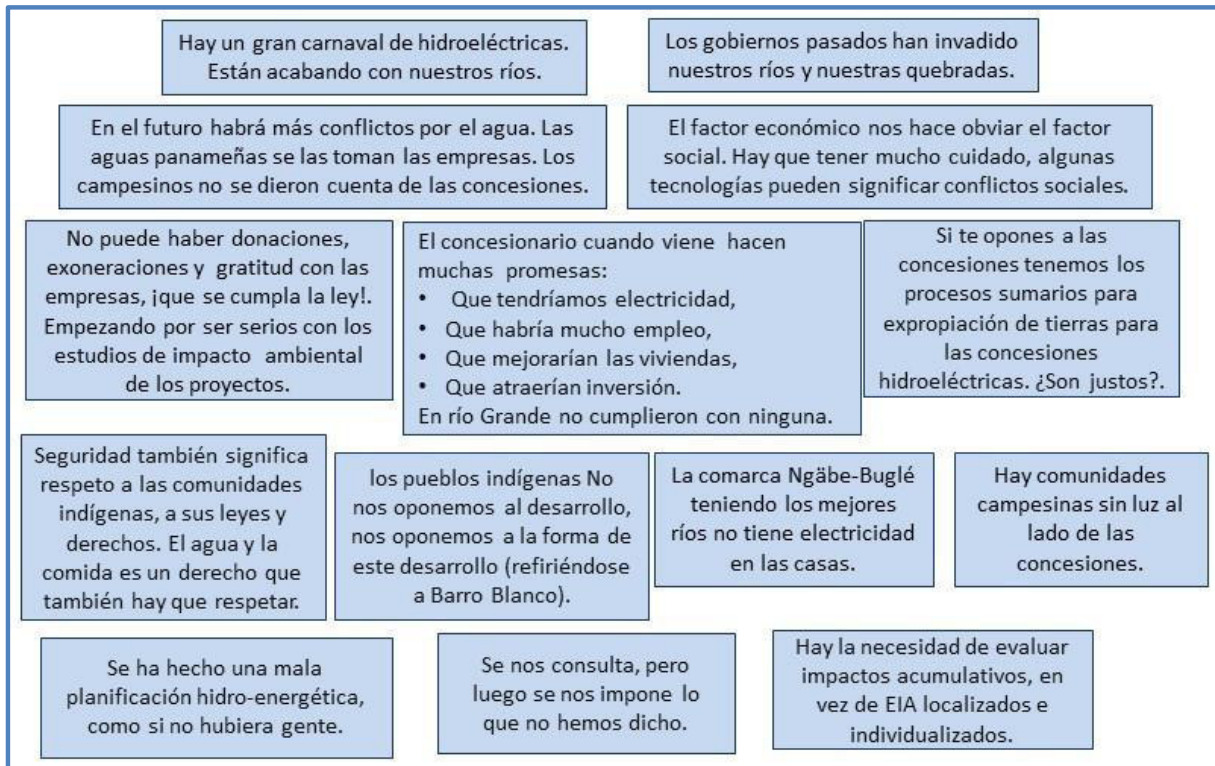 Hay un gran carnaval de hidroeléctricas.
Están acabando con nuestros ríos.
Los gobiernos pasados han invadido
nuestros ríos y nuestras quebradas.
En el futuro habrá más conflictos por el agua. Las
aguas panameñas se las toman las empresas. Los
campesinos no se dieron cuenta de las concesiones.
El factor económico nos hace obviar el factor
social. Hay que tener mucho cuidado, algunas
tecnologías pueden significar conflictos sociales.
No puede haber donaciones,
exoneraciones y gratitud con las
empresas, ¡que se cumpla la ley!.
Empezando por ser serios con los
estudios de impacto ambiental
de los proyectos.
El concesionario cuando viene hacen
muchas promesas:
• Que tendríamos electricidad,
• Que habría mucho empleo,
• Que mejorarían las viviendas,
• Que atraerían inversión.
En río Grande no cumplieron con ninguna.
Si te opones a las
concesiones tenemos los
procesos sumarios para
expropiación de tierras para
las concesiones
hidroeléctricas. ¿Son justos?.
Seguridad también significa
respeto a las comunidades
indígenas, a sus leyes y
derechos. El agua y la
comida es un derecho que
también hay que respetar.
los pueblos indígenas No
nos oponemos al desarrollo,
nos oponemos a la forma de
este desarrollo (refiriéndose
a Barro Blanco).
La comarca Ngäbe-Buglé
teniendo los mejores
ríos no tiene electricidad
en las casas.
Hay comunidades
campesinas sin luz al
lado de las
concesiones.
Se ha hecho una mala
planificación hidro-energética,
como si no hubiera gente.
Se nos consulta, pero
luego se nos impone lo
que no hemos dicho.
Hay la necesidad de evaluar
impactos acumulativos, en
vez de EIA localizados e
individualizados.